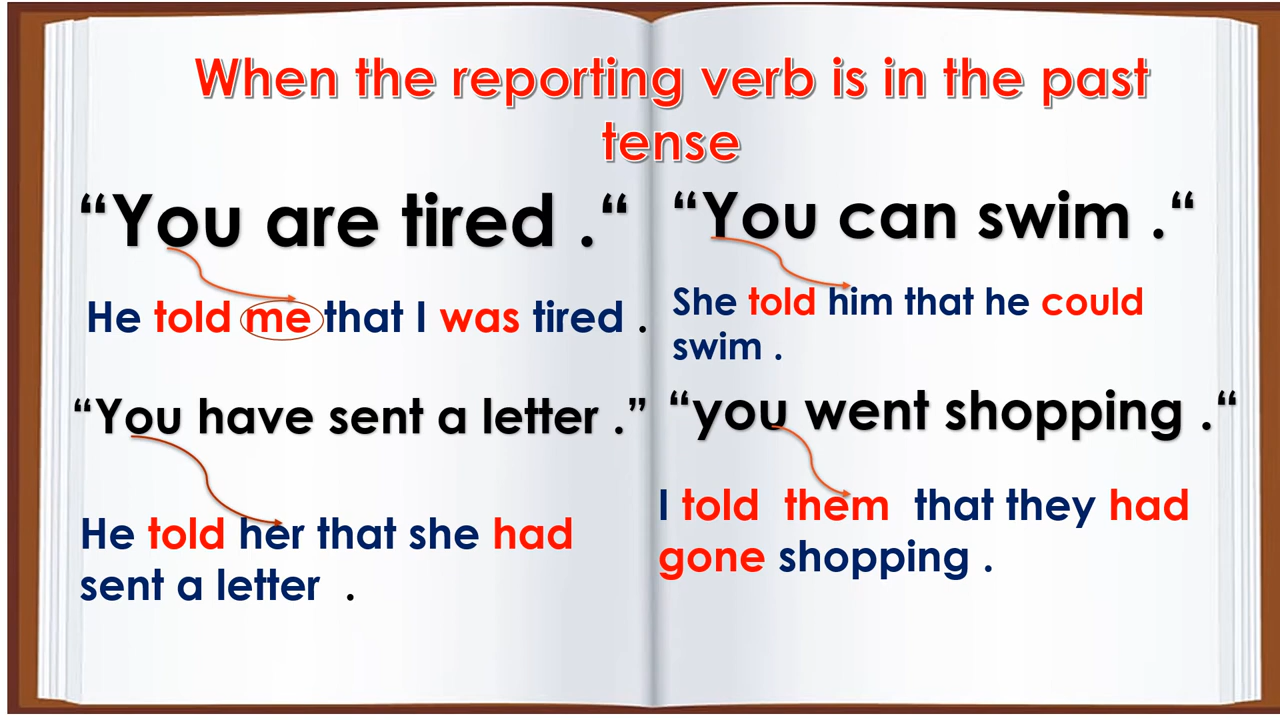 When the reporting verb is in the past
tense
“You are tired .“
He told me that I was tired .
“You have sent a letter .”
He told her that she had
sent a letter .
“You can swim .“
She told him that he could
swim .
“you went shopping .“
I told them that they had
gone shopping .